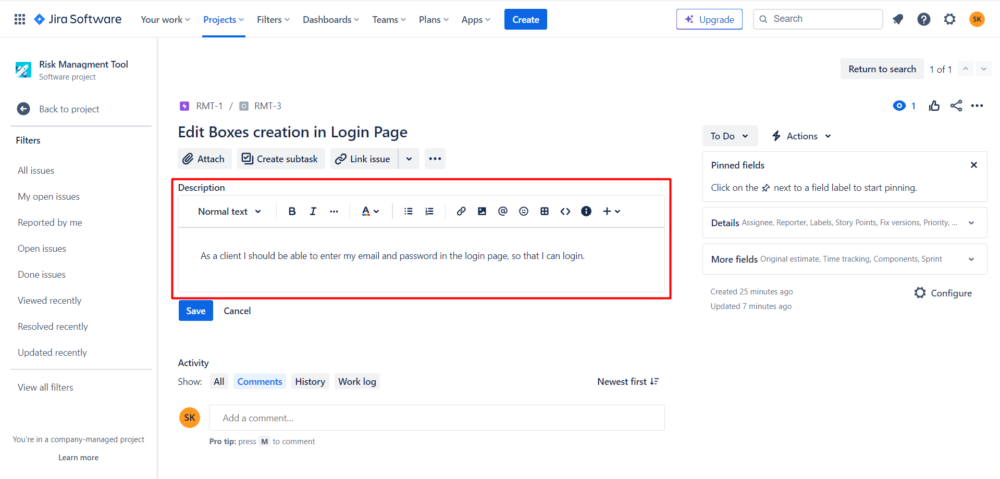 Jira Software Your work Projects Filters Dashboards Teams Plans Apps Create Upgrade Search SK
Risk Managment Tool
Software project
Back to project
Filters
All issues
My open issues
Reported by me
Open issues
Done issues
Viewed recently
Resolved recently
Updated recently
View all filters
You're in a company-managed project
Learn more
Return to search 1 of 1
RMT-1 / RMT-3
1
Edit Boxes creation in Login Page
Attach Create subtask Link issue
Description
Normal text B I A
As a client I should be able to enter my email and password in the login page, so that I can login.
Save Cancel
Activity
Show: All Comments History Work log Newest first
SK Add a comment...
Pro tip: press M to comment
To Do Actions
Pinned fields
Click on the next to a field label to start pinning.
Details Assignee, Reporter, Labels, Story Points, Fix versions, Priority, ...
More fields Original estimate, Time tracking, Components, Sprint
Created 25 minutes ago
Updated 7 minutes ago
Configure